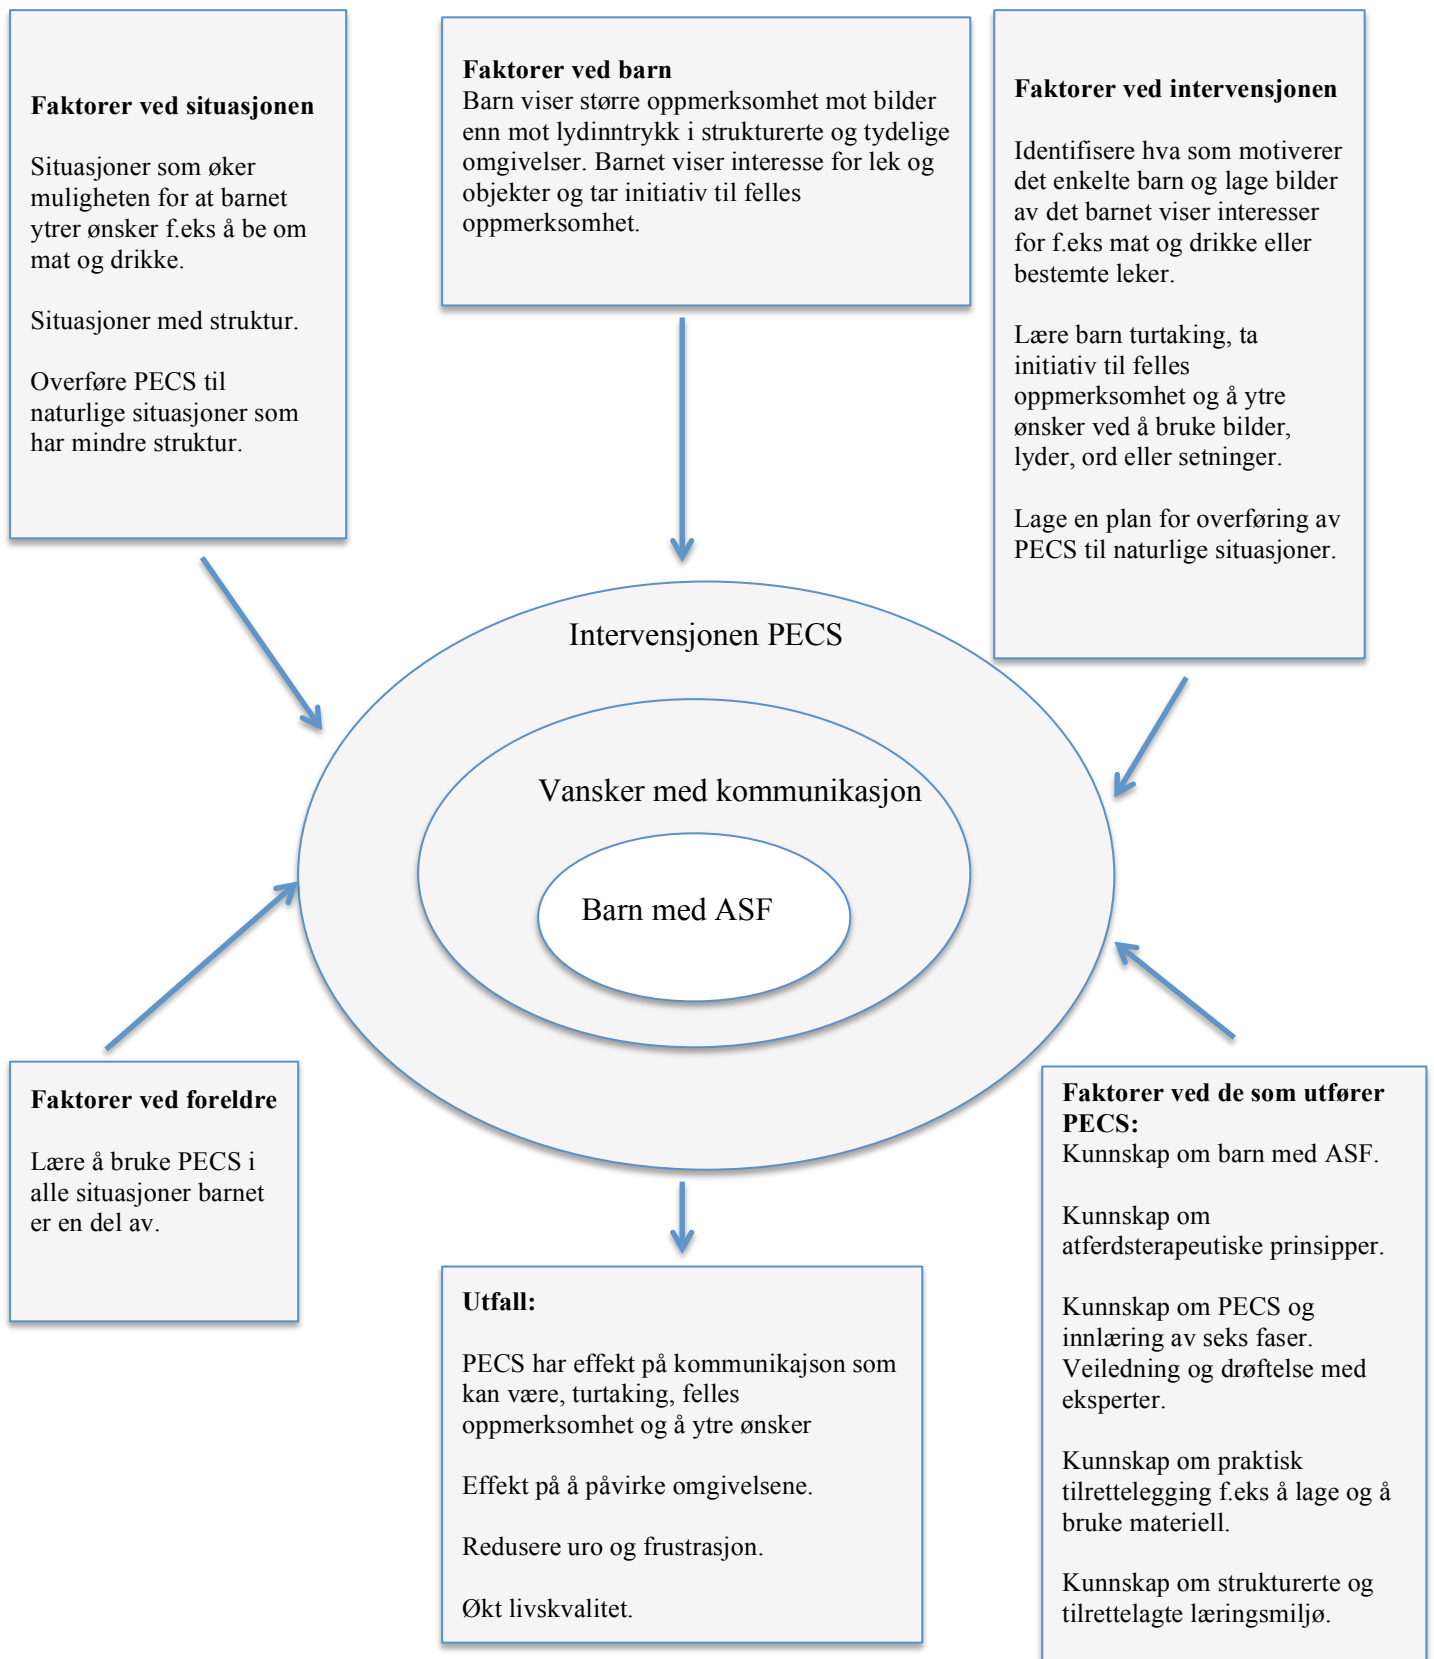 Faktorer ved situasjonen
Situasjoner som øker
muligheten for at barnet
ytrer ønsker f.eks å be om
mat og drikke.
Situasjoner med struktur.
Overføre PECS til
naturlige situasjoner som
har mindre struktur.
Faktorer ved barn
Barn viser større oppmerksomhet mot bilder
enn mot lydinntrykk i strukturerte og tydelige
omgivelser. Barnet viser interesse for lek og
objekter og tar initiativ til felles
oppmerksomhet.
Faktorer ved intervensjonen
Identifisere hva som motiverer
det enkelte barn og lage bilder
av det barnet viser interesser
for f.eks mat og drikke eller
bestemte leker.
Lære barn turtaking, ta
initiativ til felles
oppmerksomhet og å ytre
ønsker ved å bruke bilder,
lyder, ord eller setninger.
Lage en plan for overføring av
PECS til naturlige situasjoner.
Intervensjonen PECS
Vansker med kommunikasjon
Barn med ASF
Faktorer ved foreldre
Lære å bruke PECS i
alle situasjoner barnet
er en del av.
Utfall:
PECS har effekt på kommunikajson som
kan være, turtaking, felles
oppmerksomhet og å ytre ønsker
Effekt på å påvirke omgivelsene.
Redusere uro og frustrasjon.
Økt livskvalitet.
Faktorer ved de som utfører
PECS:
Kunnskap om barn med ASF.
Kunnskap om
atferdsterapeutiske prinsipper.
Kunnskap om PECS og
innlæring av seks faser.
Veiledning og drøftelse med
eksperter.
Kunnskap om praktisk
tilrettelegging f.eks å lage og å
bruke materiell.
Kunnskap om strukturerte og
tilrettelagte læringsmiljø.